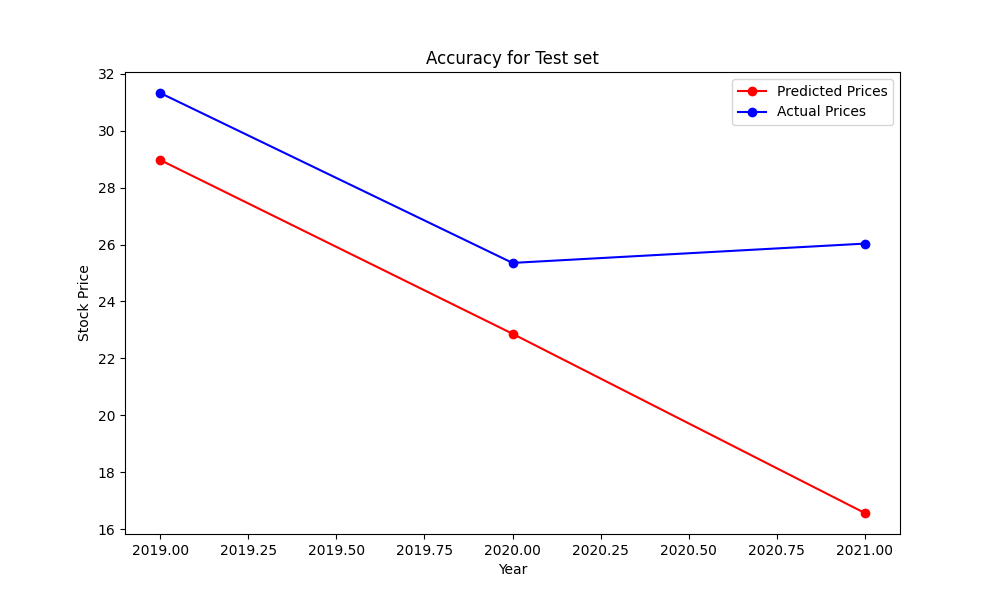 Accuracy for Test set
Predicted Prices
Actual Prices
Stock Price
32
30
28
26
24
22
20
18
16
2019.00 2019.25 2019.50 2019.75 2020.00 2020.25 2020.50 2020.75 2021.00
Year